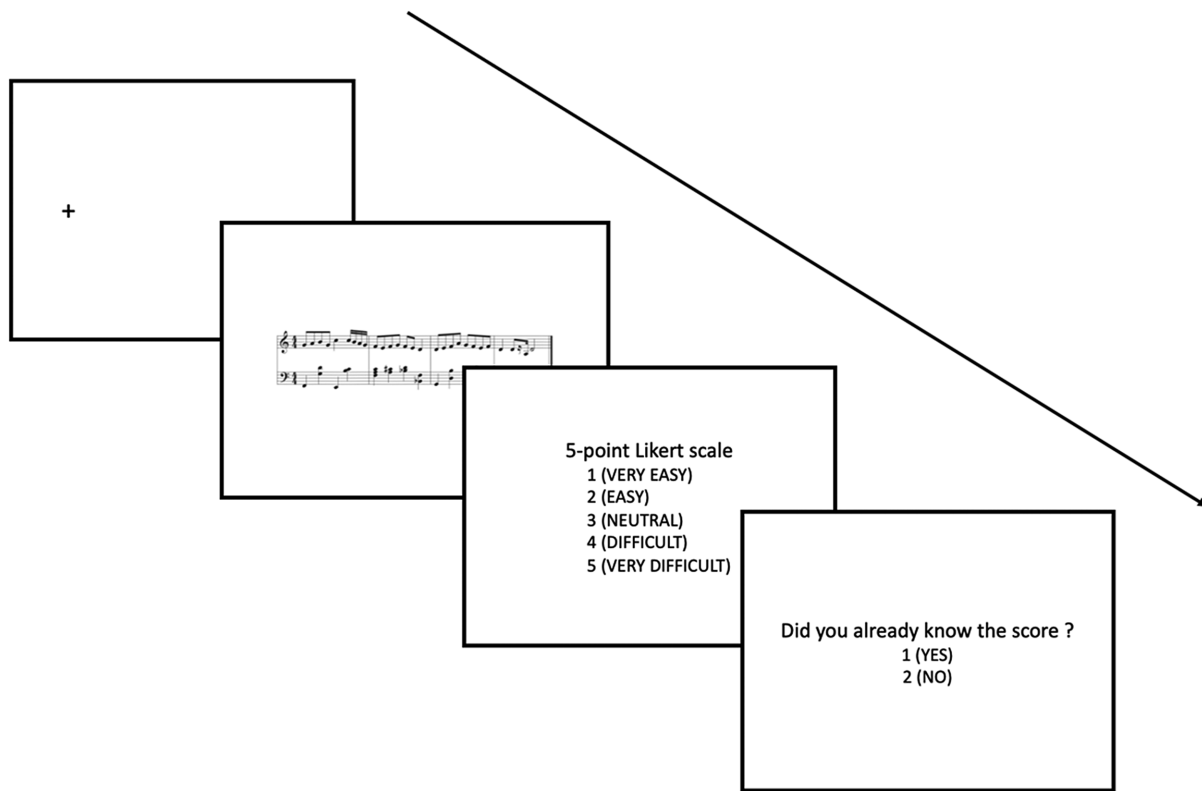 5-point Likert scale
1 (VERY EASY)
2 (EASY)
3 (NEUTRAL)
4 (DIFFICULT)
5 (VERY DIFFICULT)
Did you already know the score ?
1 (YES)
2 (NO)